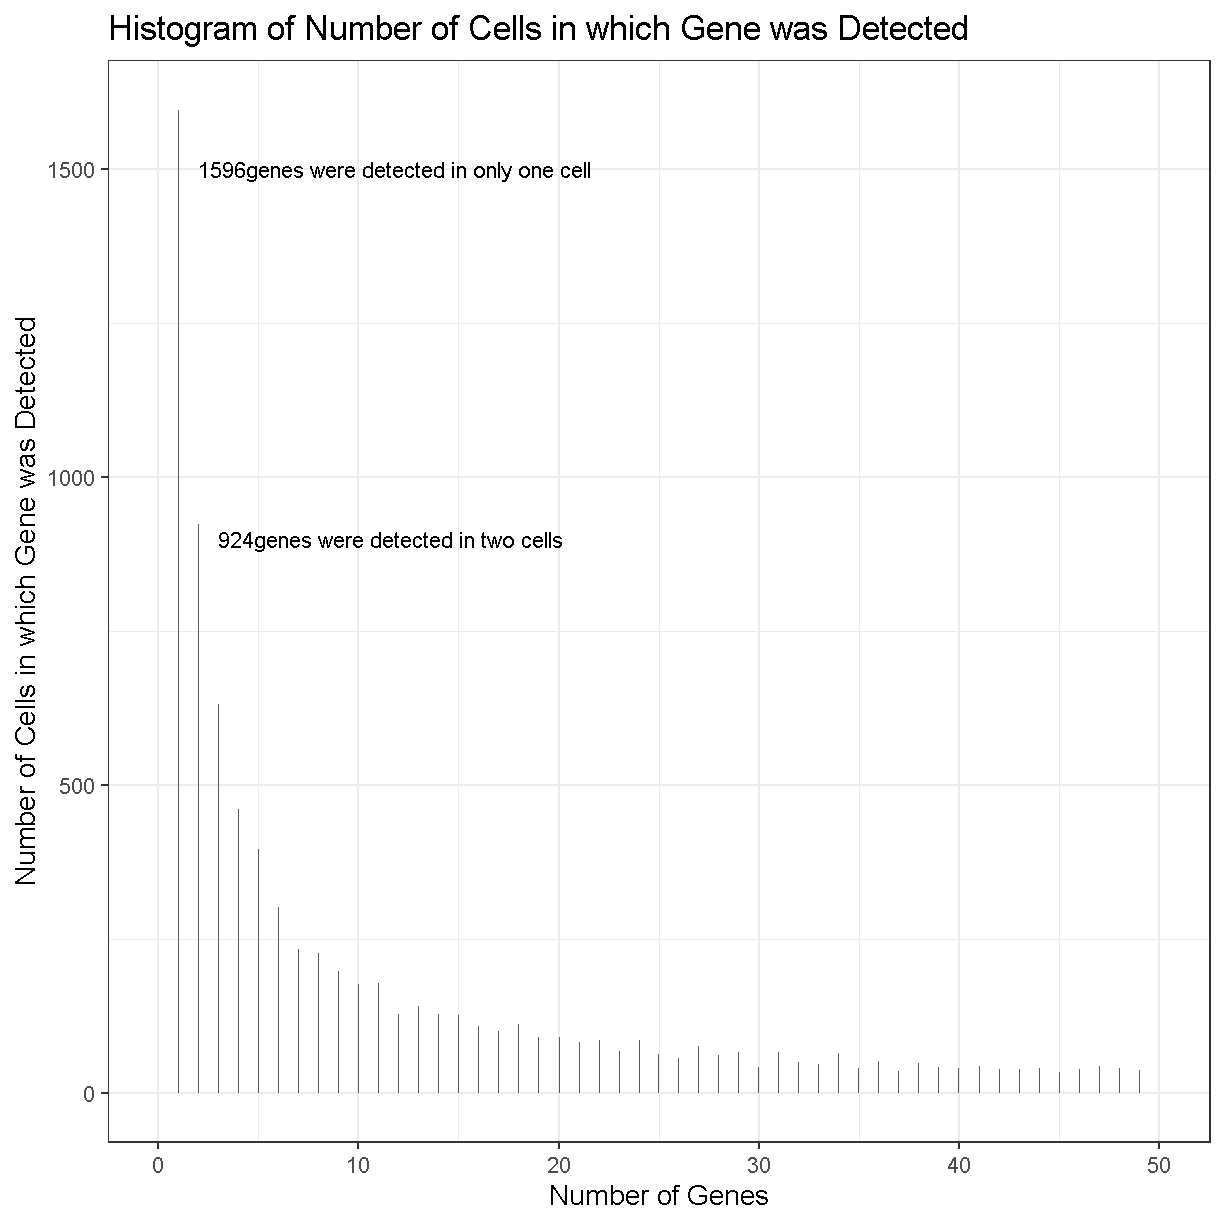 Histogram of Number of Cells in which Gene was Detected
Number of Cells in which Gene was Detected
1500
1000
500
0
1596genes were detected in only one cell
924genes were detected in two cells
0 10 20 30 40 50
Number of Genes